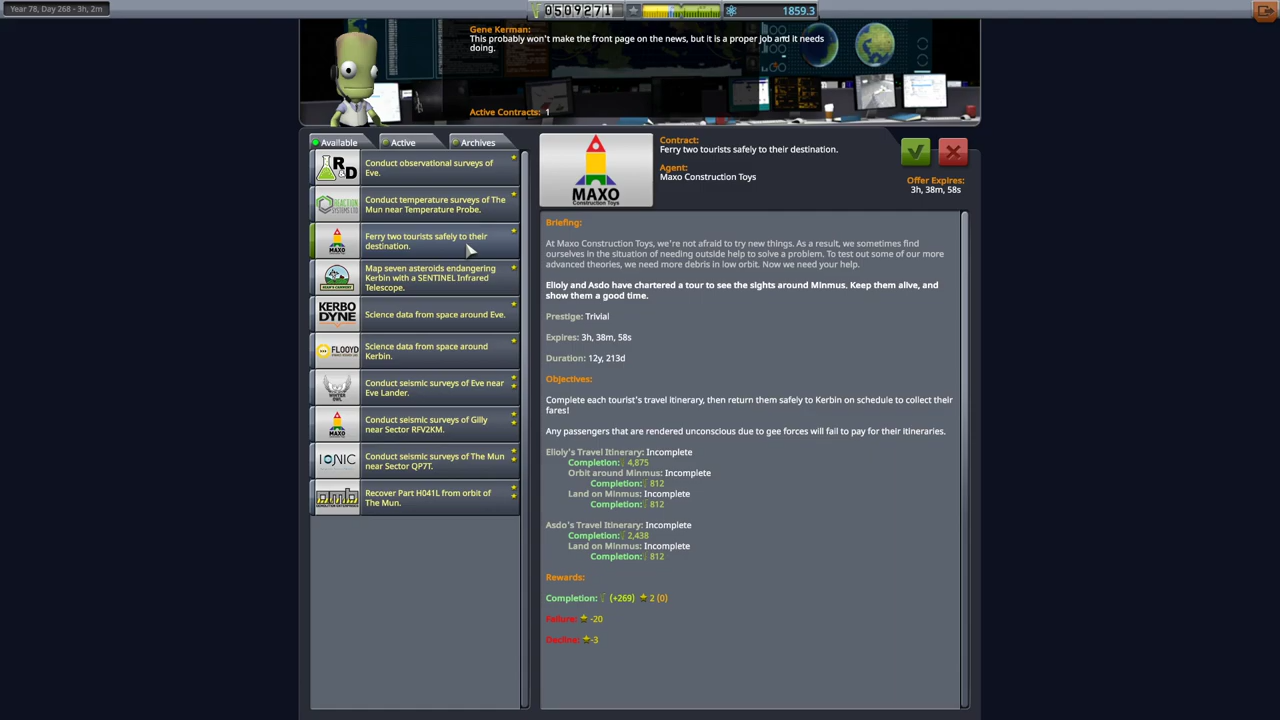 Year 78, Day 268 - 3h, 2m
0509271
1859.3
Gene Kerman:
This probably won't make the front page on the news, but it is a proper job and it needs
doing.
Active Contracts: 1
Available
Active
Archives
R&D
Conduct observational surveys of
Eve.
REACTION
SYSTEMS LTD
Conduct temperature surveys of The
Mun near Temperature Probe.
MAXO
Ferry two tourists safely to their
destination.
Map seven asteroids endangering
Kerbin with a SENTINEL Infrared
Telescope.
KERBO
DYNE
Science data from space around Eve.
FLOOYD
Science data from space around
Kerbin.
WINTER
OWL
Conduct seismic surveys of Eve near
Eve Lander.
MAXO
Conduct seismic surveys of Gilly
near Sector RFV2KM.
IONIC
Conduct seismic surveys of The Mun
near Sector QP7T.
Recover Part H041L from orbit of
The Mun.
MAXO
Construction Toys
Contract:
Ferry two tourists safely to their destination.
Agent:
Maxo Construction Toys
Offer Expires:
3h, 38m, 58s
Briefing:
At Maxo Construction Toys, we're not afraid to try new things. As a result, we sometimes find
ourselves in the situation of needing outside help to solve a problem. To test out some of our more
advanced theories, we need more debris in low orbit. Now we need your help.
Elioly and Asdo have chartered a tour to see the sights around Minmus. Keep them alive, and
show them a good time.
Prestige: Trivial
Expires: 3h, 38m, 58s
Duration: 12y, 213d
Objectives:
Complete each tourist's travel itinerary, then return them safely to Kerbin on schedule to collect their
fares!
Any passengers that are rendered unconscious due to gee forces will fail to pay for their itineraries.
Elioly's Travel Itinerary: Incomplete
Completion: 4,875
Orbit around Minmus: Incomplete
Completion: 812
Land on Minmus: Incomplete
Completion: 812
Asdo's Travel Itinerary: Incomplete
Completion: 2,438
Land on Minmus: Incomplete
Completion: 812
Rewards:
Completion: (+269) 2 (0)
Failure: -20
Decline: -3